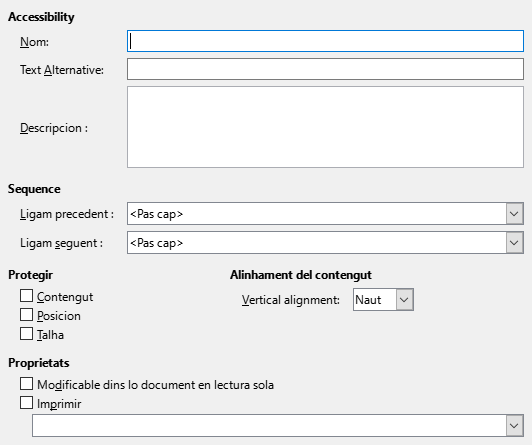 Accessibility
Nom:
Text Alternative:
Descripcion :
Sequence
Ligam precedent : <Pas cap>
Ligam seguent : <Pas cap>
Protegir Alinhament del contengut
Contengut Vertical alignment: Naut
Posicion
Talha
Proprietats
Modificable dins lo document en lectura sola
Imprimir